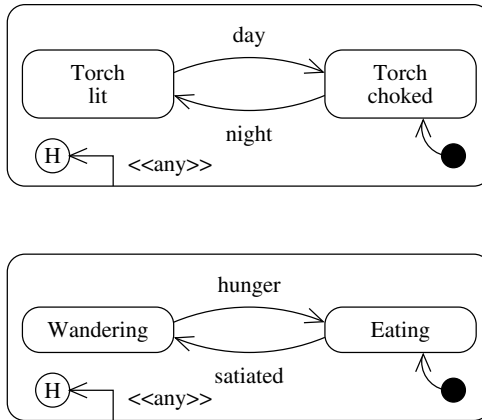 day
Torch
lit
Torch
choked
night
H
<<any>>
hunger
Wandering
Eating
satiated
H
<<any>>